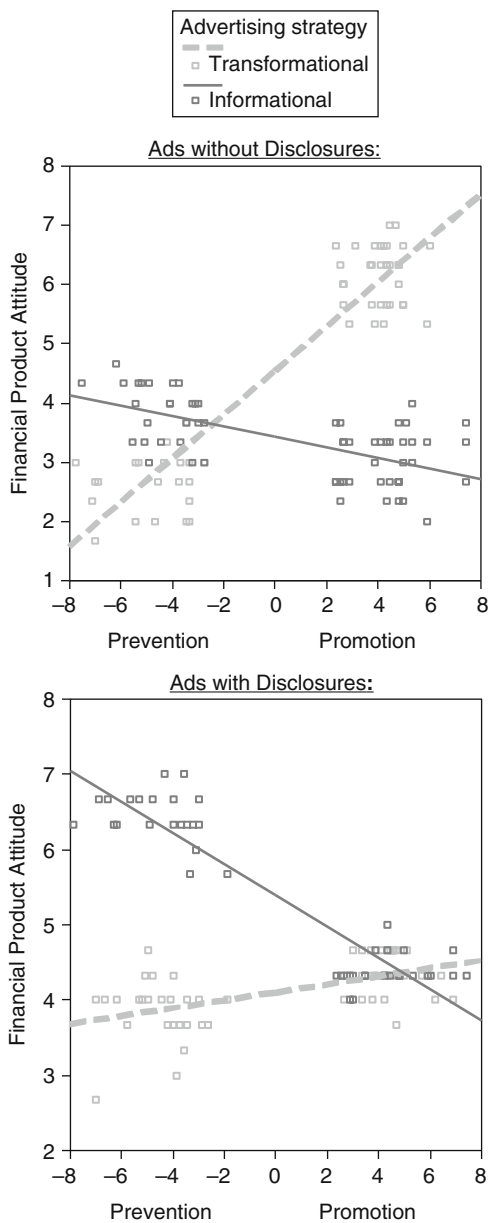 Advertising strategy
Transformational
Informational
Ads without Disclosures:
8
7
6
5
4
3
2
1
Financial Product Attitude
–8 –6 –4 –2 0 2 4 6 8
Prevention Promotion
Ads with Disclosures:
8
7
6
5
4
3
2
Financial Product Attitude
–8 –6 –4 –2 0 2 4 6 8
Prevention Promotion